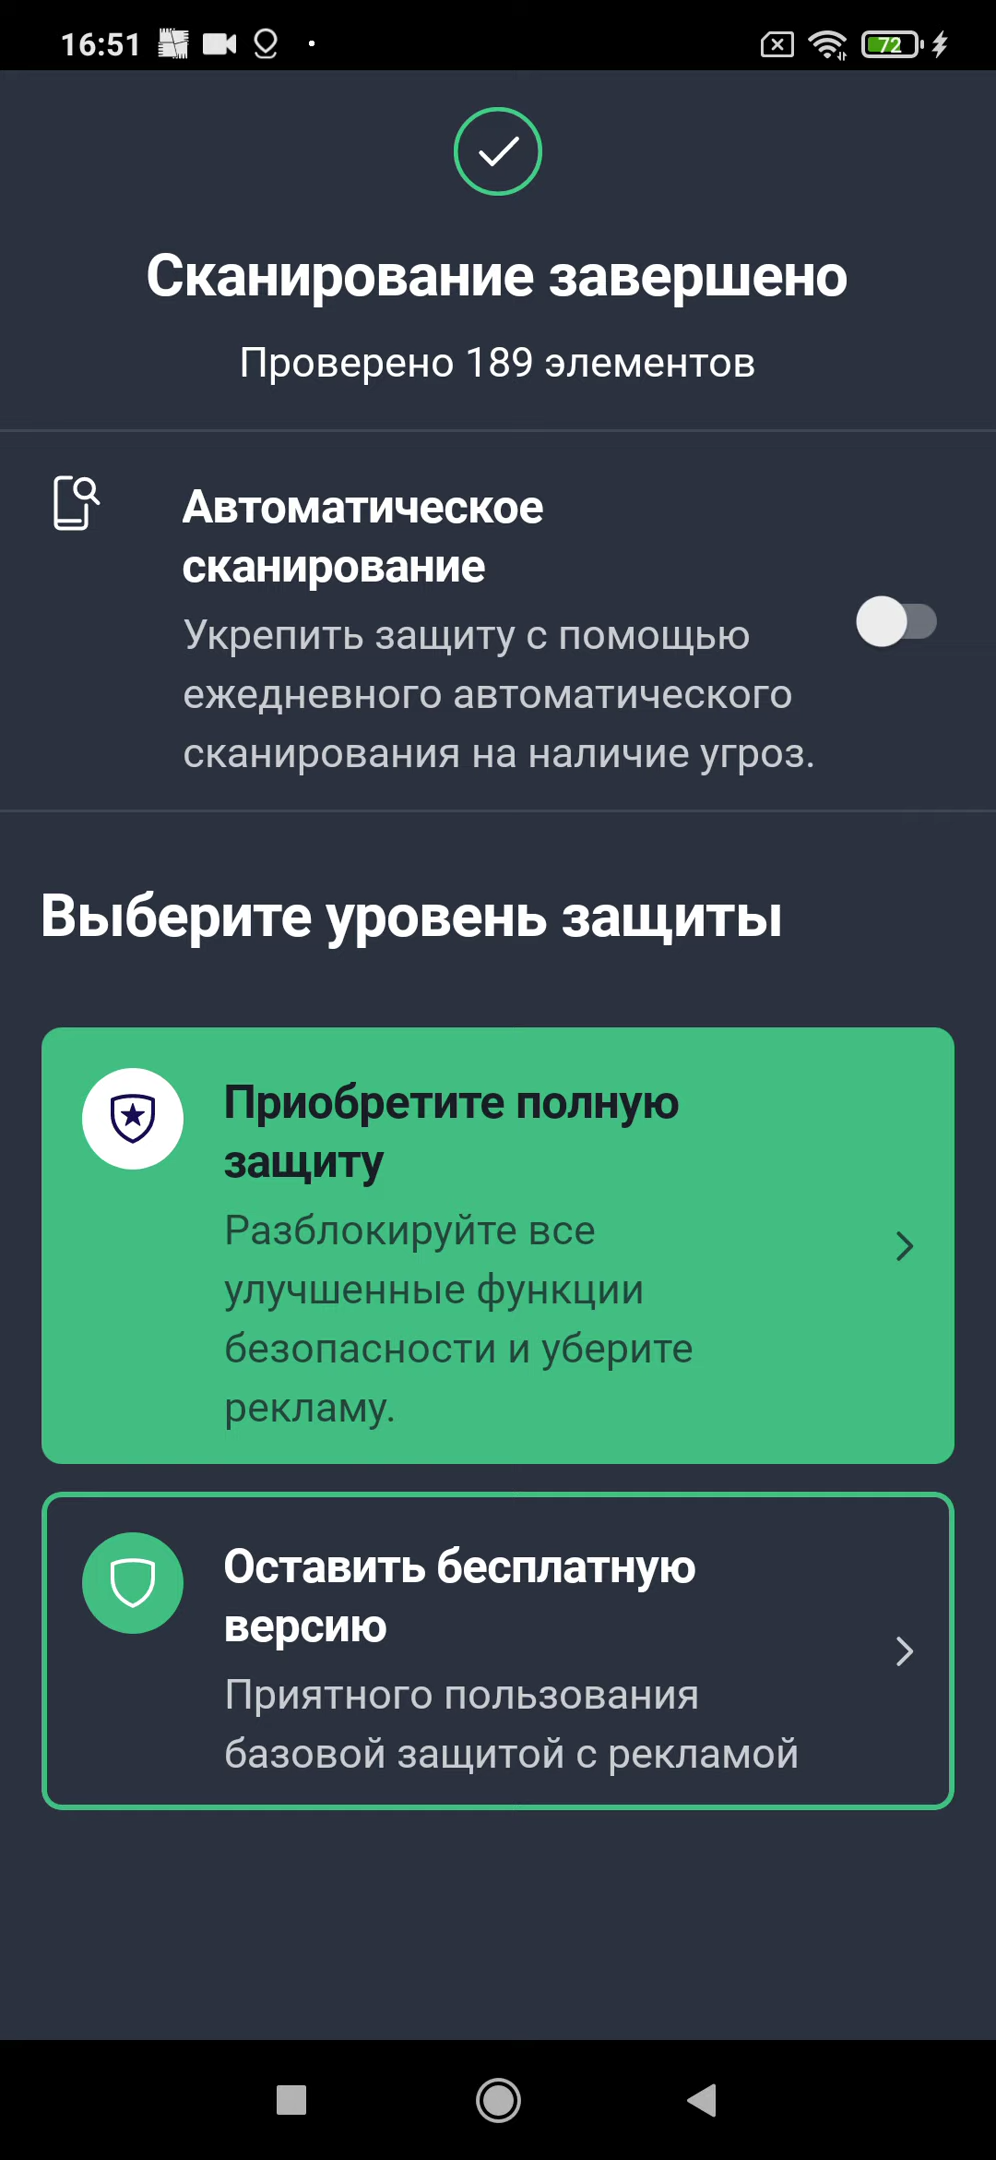 16:51
72
Сканирование завершено
Проверено 189 элементов
Автоматическое
сканирование
Укрепить защиту с помощью
ежедневного автоматического
сканирования на наличие угроз.
Выберите уровень защиты
Приобретите полную
защиту
Разблокируйте все
улучшенные функции
безопасности и уберите
рекламу.
Оставить бесплатную
версию
Приятного пользования
базовой защитой с рекламой